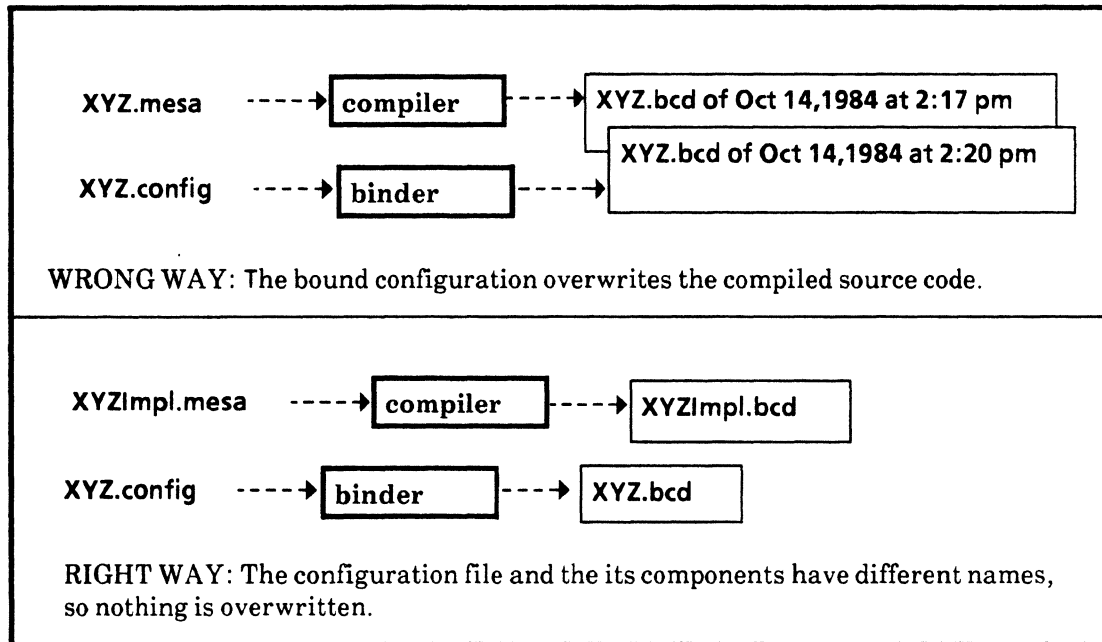 XYZ.mesa compiler XYZ.bcd of Oct 14,1984 at 2:17 pm
XYZ.bcd of Oct 14,1984 at 2:20 pm
XYZ.config binder
WRONG WAY: The bound configuration overwrites the compiled source code.
XYZImpl.mesa compiler XYZImpl.bcd
XYZ.config binder XYZ.bcd
RIGHT WAY: The configuration file and the its components have different names,
so nothing is overwritten.